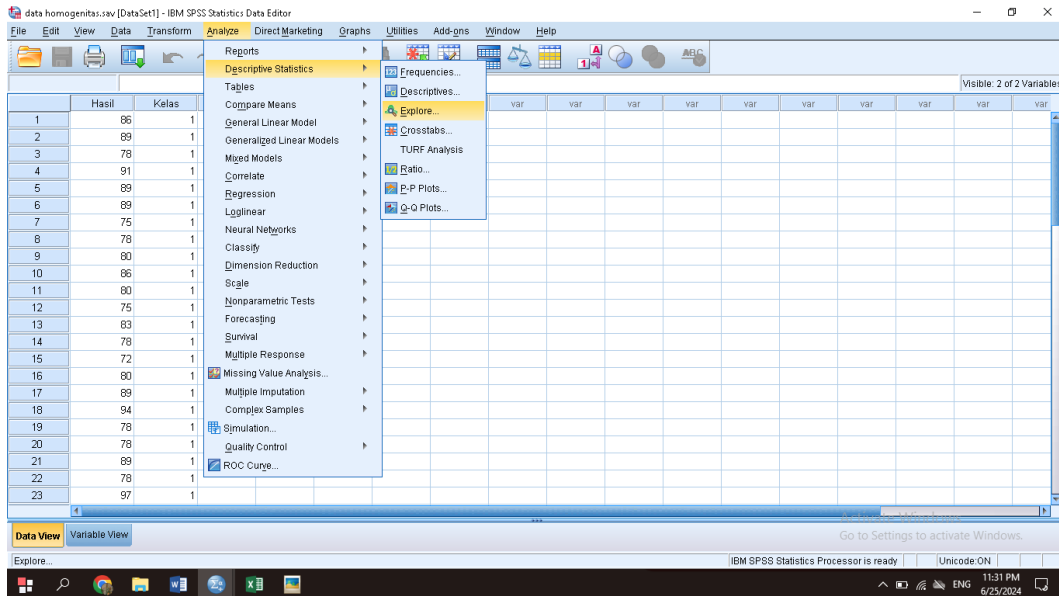 data homogenitas.sav [DataSet1] - IBM SPSS Statistics Data Editor
File Edit View Data Transform Analyze Direct Marketing Graphs Utilities Add-ons Window Help
Visible: 2 of 2 Variables
Reports
Descriptive Statistics
Tables
Compare Means
General Linear Model
Generalized Linear Models
Mixed Models
Correlate
Regression
Loglinear
Neural Networks
Classify
Dimension Reduction
Scale
Nonparametric Tests
Forecasting
Survival
Multiple Response
Missing Value Analysis...
Multiple Imputation
Complex Samples
Simulation...
Quality Control
ROC Curve...
Frequencies...
Descriptives...
Explore...
Crosstabs...
TURF Analysis
Ratio...
P-P Plots...
Q-Q Plots...
Hasil Kelas var var var var var var var var var var
1 86 1
2 89 1
3 78 1
4 91 1
5 89 1
6 89 1
7 75 1
8 78 1
9 80 1
10 86 1
11 80 1
12 75 1
13 83 1
14 78 1
15 72 1
16 80 1
17 89 1
18 94 1
19 78 1
20 78 1
21 89 1
22 78 1
23 97 1
Data View Variable View
Go to Settings to activate Windows.
Explore... IBM SPSS Statistics Processor is ready Unicode:ON
ENG 11:31 PM
6/25/2024